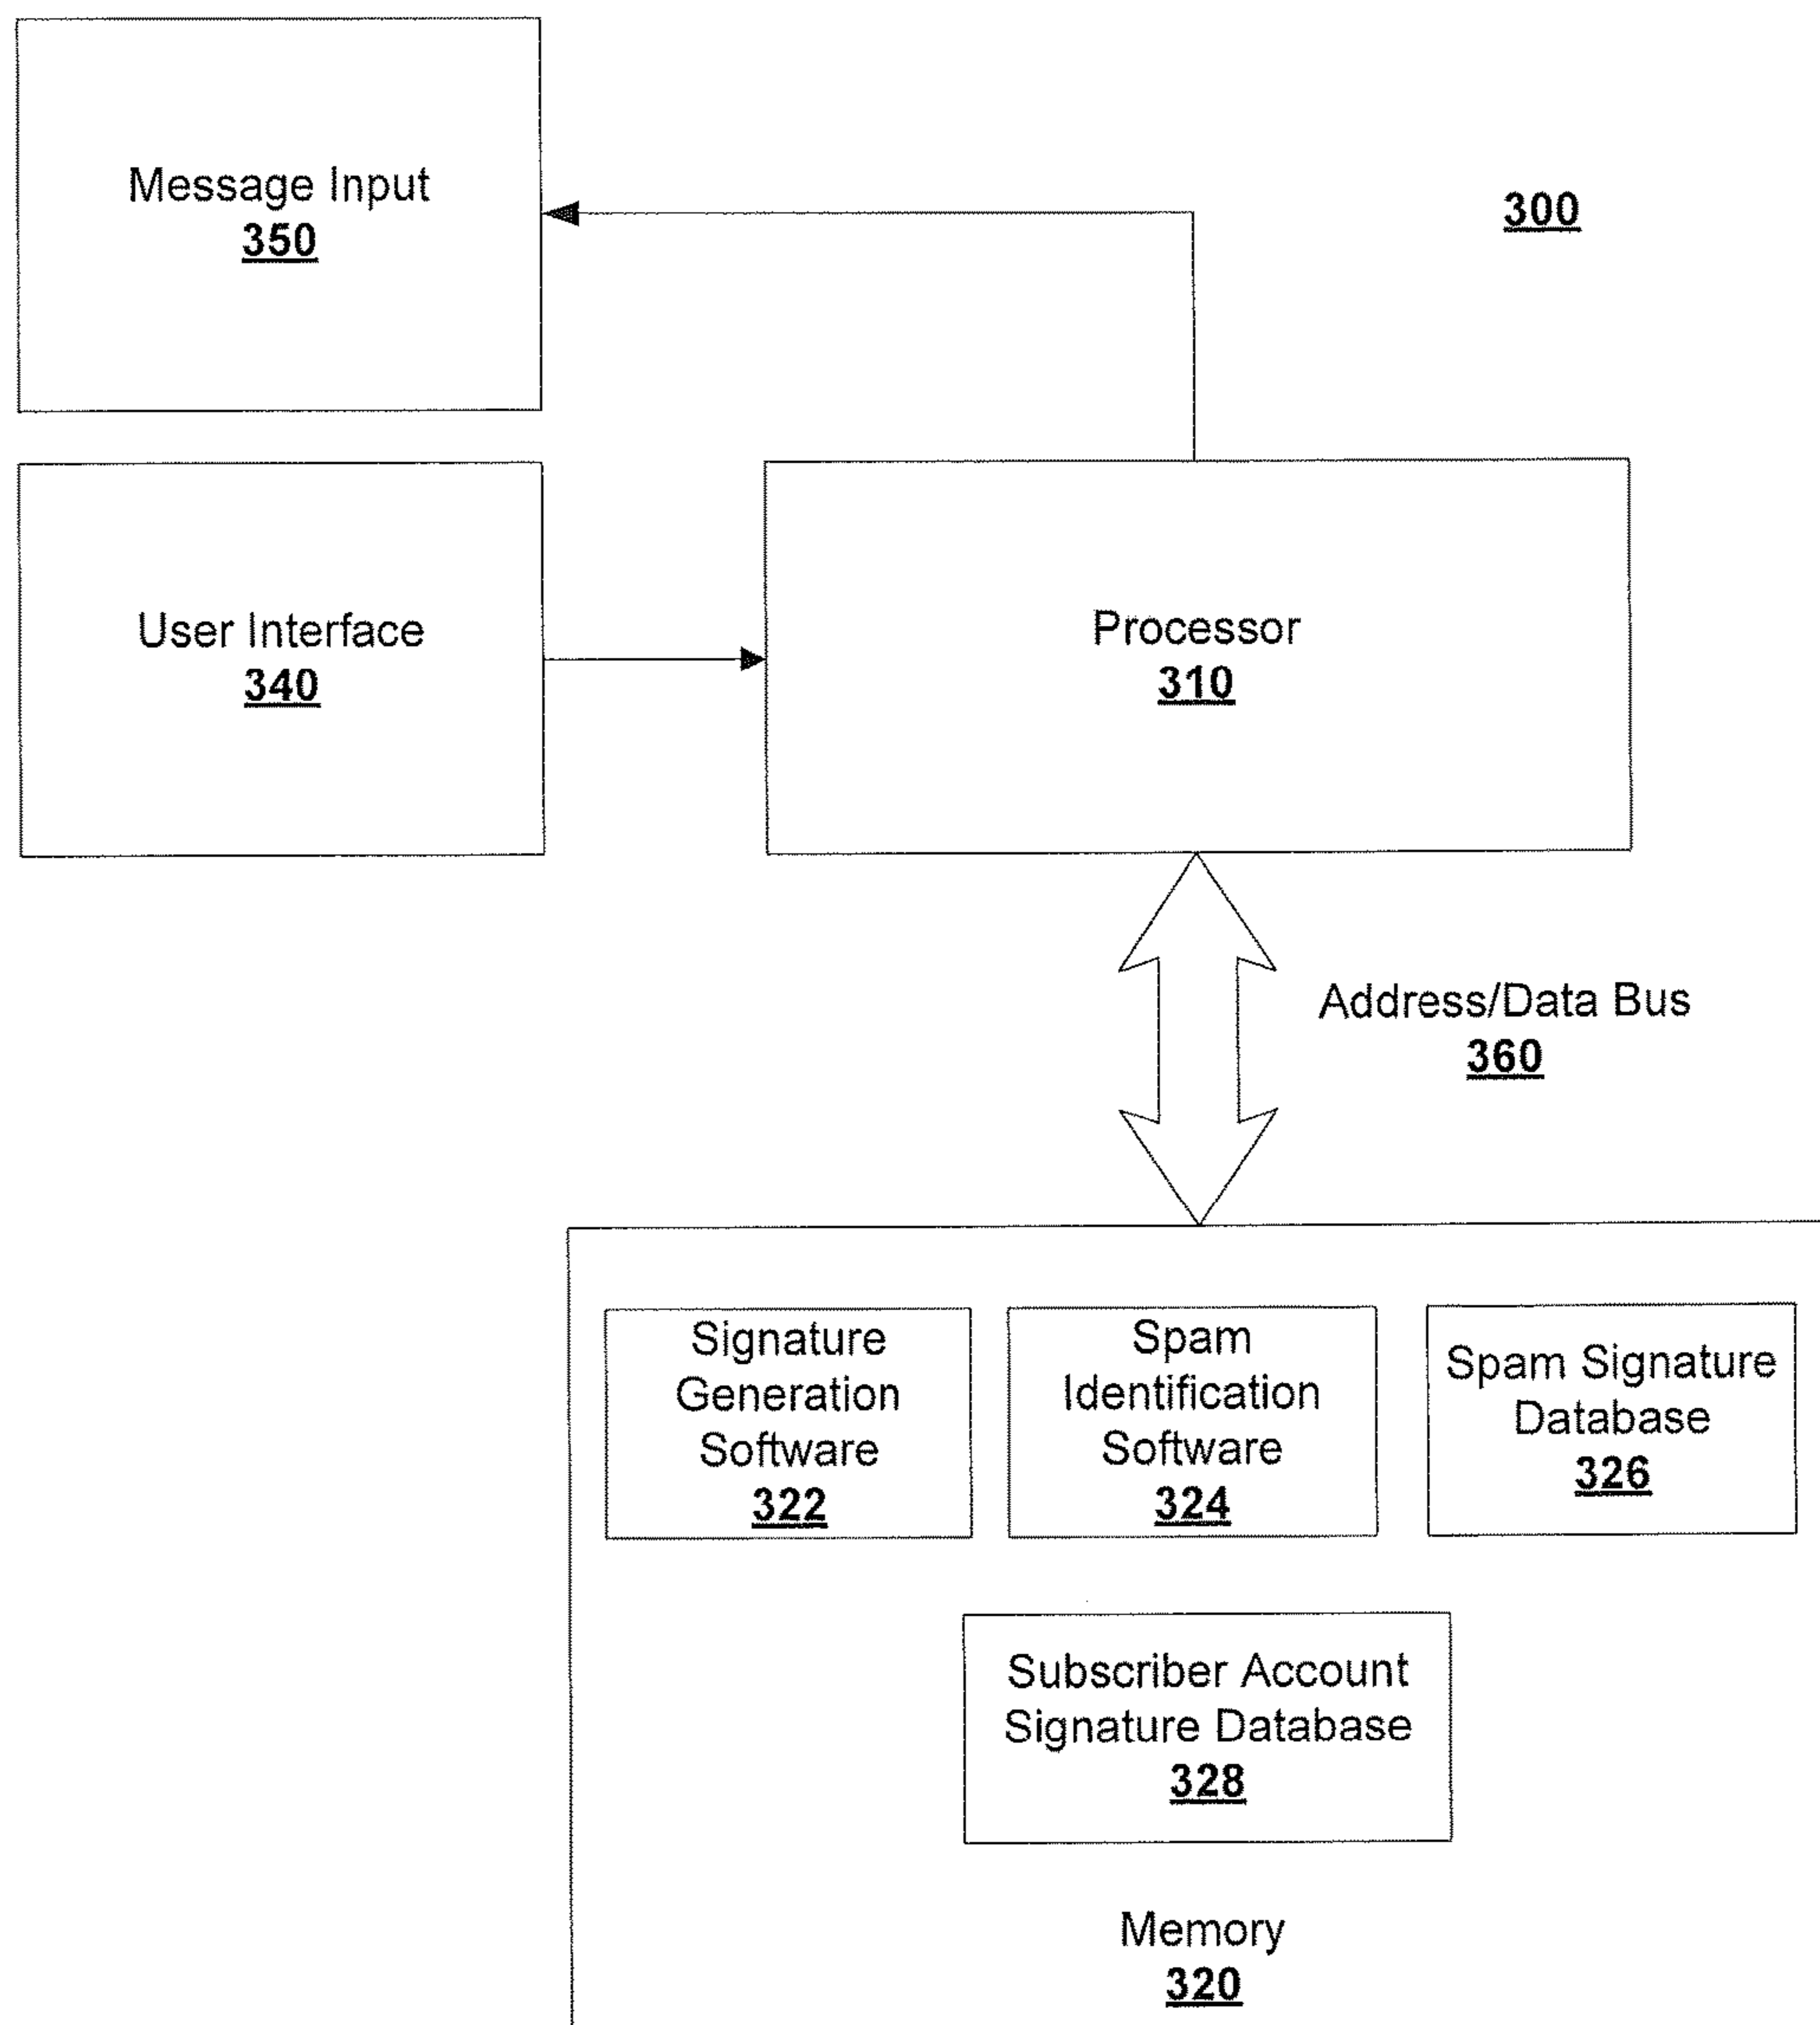 Message Input
350
300
User Interface
340
Processor
310
Address/Data Bus
360
Signature
Generation
Software
322
Spam
Identification
Software
324
Spam Signature
Database
326
Subscriber Account
Signature Database
328
Memory
320